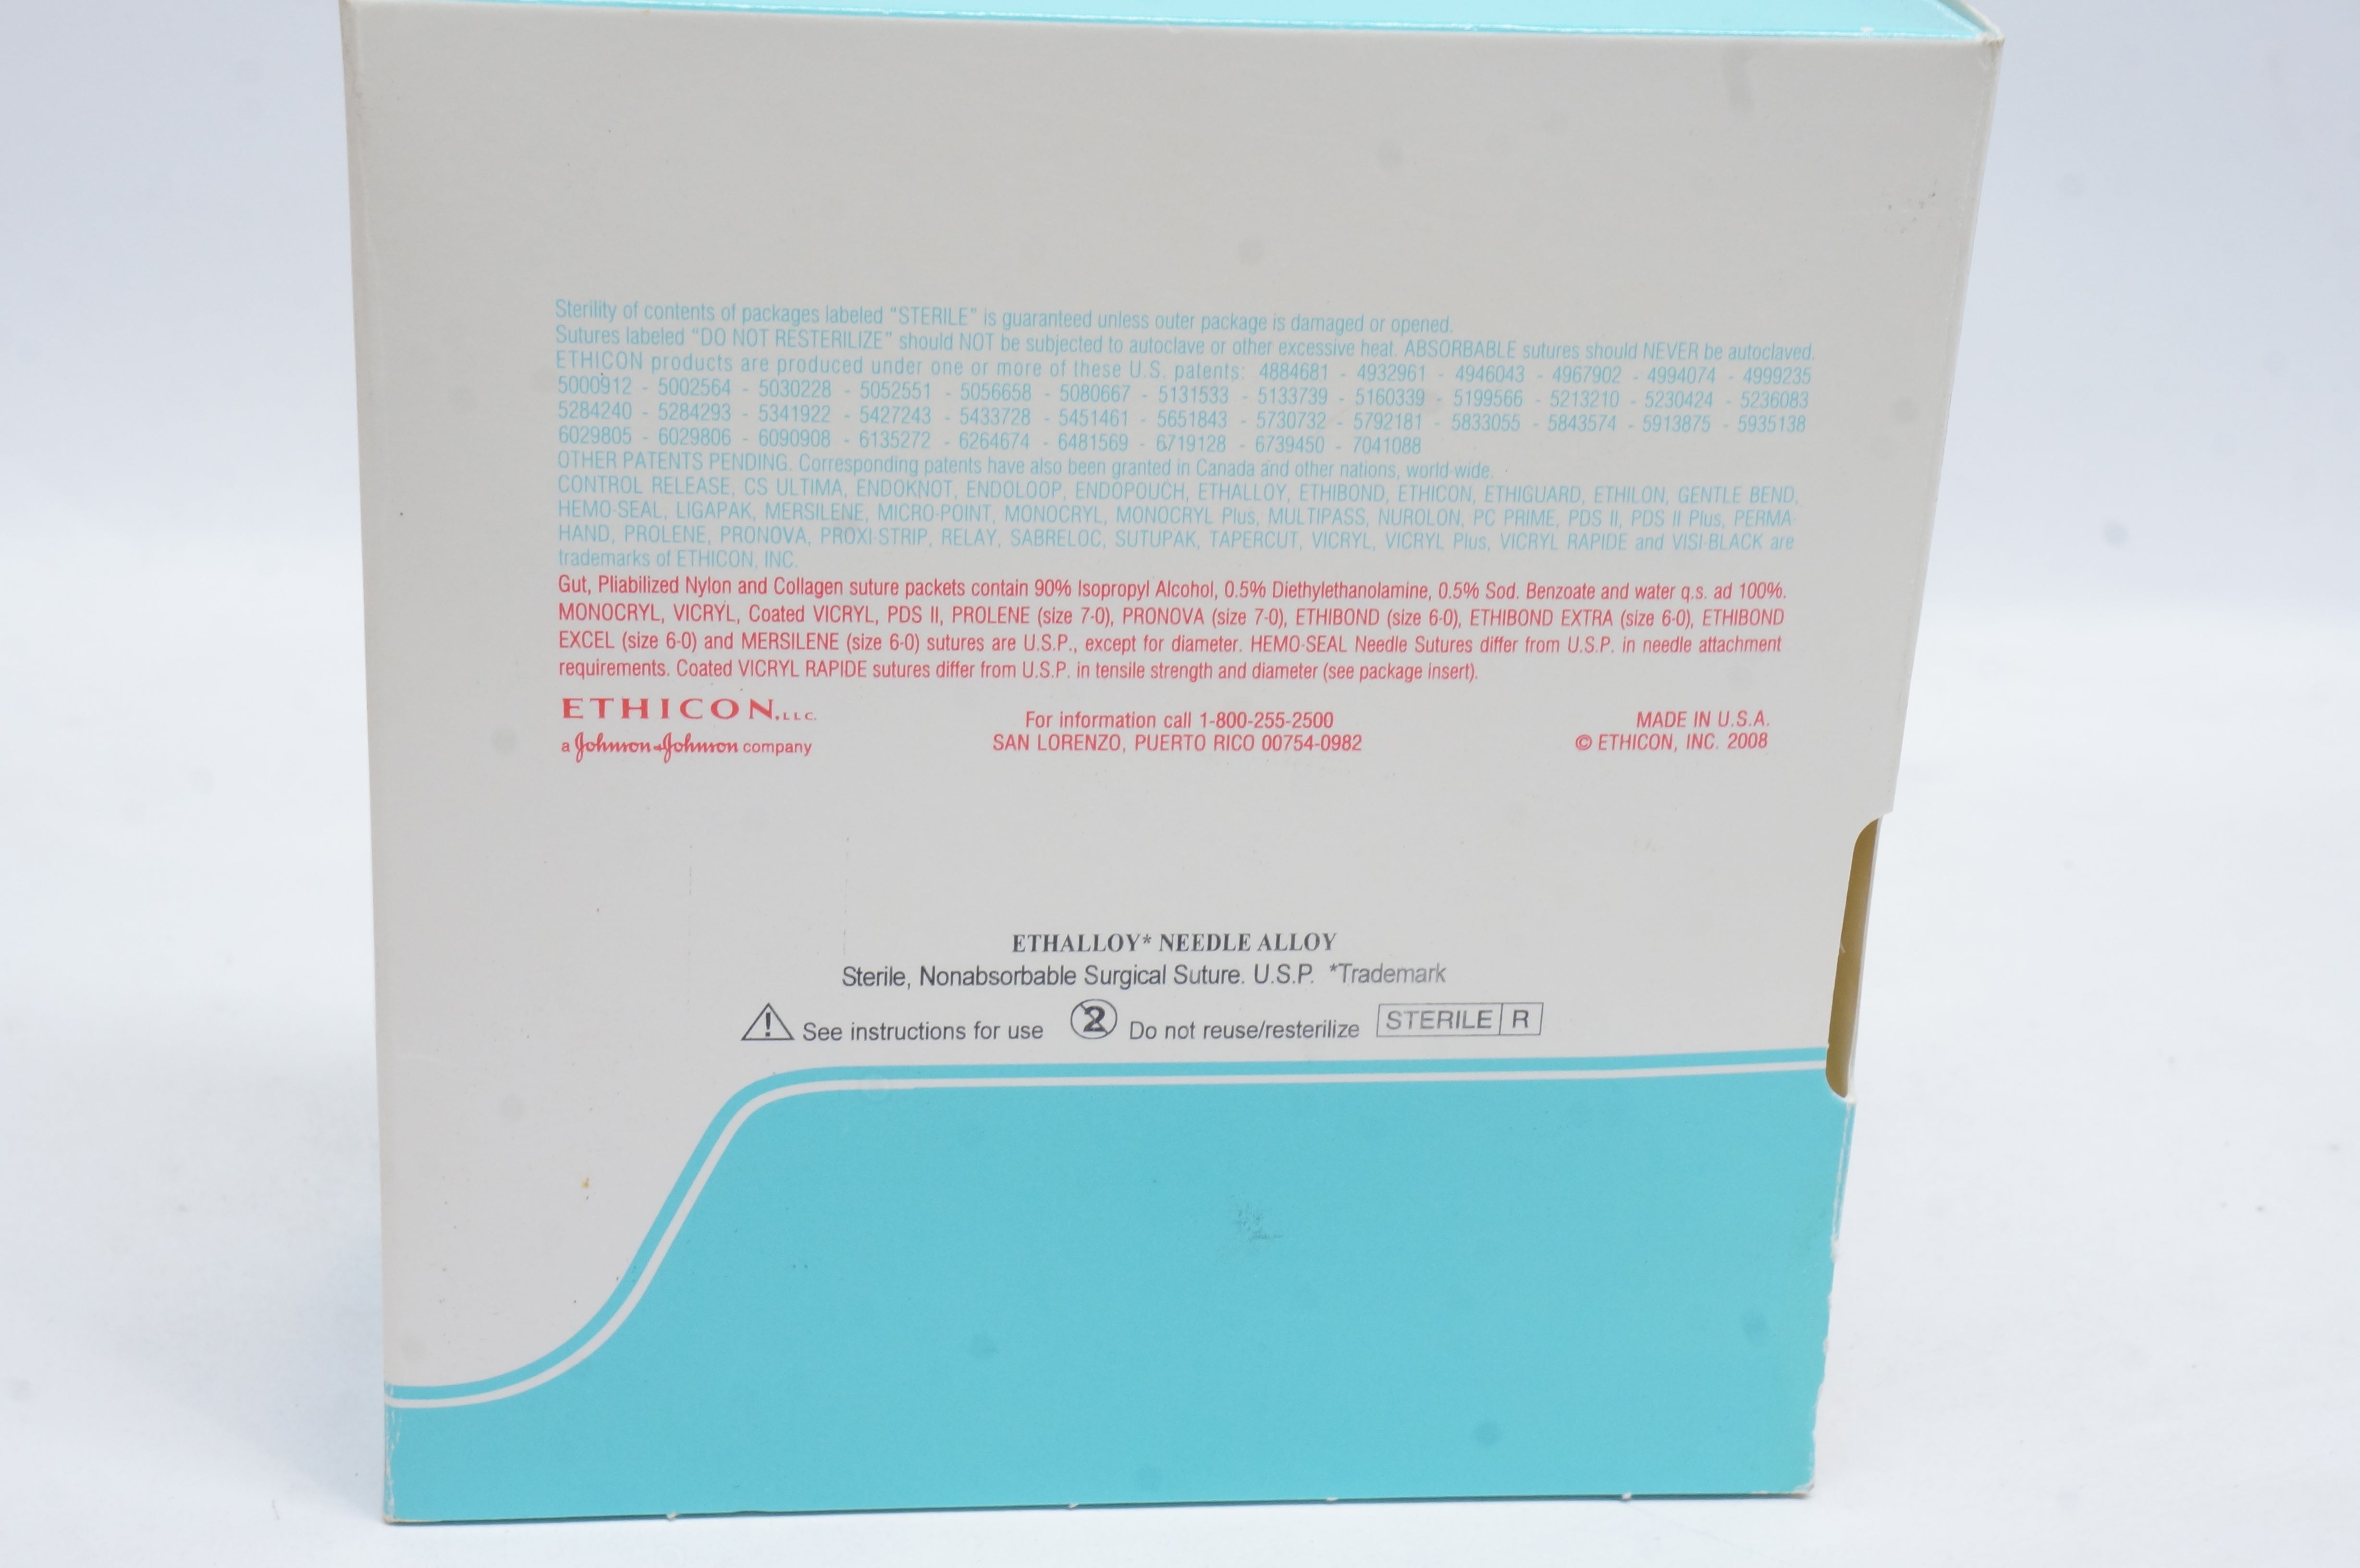 Sterility of contents of packages labeled "STERILE" is guaranteed unless outer package is damaged or opened.
Sutures labeled "DO NOT RESTERILIZE" should NOT be subjected to autoclave or other excessive heat. ABSORBABLE sutures should NEVER be autoclaved.
ETHICON products are produced under one or more of these U.S. patents: 4884681 - 4932961 - 4946043 - 4967902 - 4994074 - 4999235
5000912 - 5002564 - 5030228 - 5052551 - 5056658 - 5080667 - 5131533 - 5133739 - 5160339 - 5199566 - 5213210 - 5230424 - 5236083
5284240 - 5284293 - 5341922 - 5427243 - 5433728 - 5451461 - 5651843 - 5730732 - 5792181 - 5833055 - 5843574 - 5913875 - 5935138
6029805 - 6029806 - 6090908 - 6135272 - 6264674 - 6481569 - 6719128 - 6739450 - 7041088
OTHER PATENTS PENDING. Corresponding patents have also been granted in Canada and other nations, world-wide.
CONTROL RELEASE, CS ULTIMA, ENDOKNOT, ENDOLOOP, ENDOPOUCH, ETHALLOY, ETHIBOND, ETHICON, ETHIGUARD, ETHILON, GENTLE BEND,
HEMO-SEAL, LIGAPAK, MERSILENE, MICRO-POINT, MONOCRYL, MONOCRYL Plus, MULTIPASS, NUROLON, PC PRIME, PDS II, PDS II Plus, PERMA-
HAND, PROLENE, PRONOVA, PROXI-STRIP, RELAY, SABRELOC, SUTUPAK, TAPERCUT, VICRYL, VICRYL Plus, VICRYL RAPIDE and VISI-BLACK are
trademarks of ETHICON, INC.
Gut, Pliabilized Nylon and Collagen suture packets contain 90% Isopropyl Alcohol, 0.5% Diethylethanolamine, 0.5% Sod. Benzoate and water q.s. ad 100%.
MONOCRYL, VICRYL, Coated VICRYL, PDS II, PROLENE (size 7-0), PRONOVA (size 7-0), ETHIBOND (size 6-0), ETHIBOND EXTRA (size 6-0), ETHIBOND
EXCEL (size 6-0) and MERSILENE (size 6-0) sutures are U.S.P., except for diameter. HEMO-SEAL Needle Sutures differ from U.S.P. in needle attachment
requirements. Coated VICRYL RAPIDE sutures differ from U.S.P. in tensile strength and diameter (see package insert).
ETHICON, LLC.
a Johnson & Johnson company
For information call 1-800-255-2500
SAN LORENZO, PUERTO RICO 00754-0982
MADE IN U.S.A.
© ETHICON, INC. 2008
ETHALLOY* NEEDLE ALLOY
Sterile, Nonabsorbable Surgical Suture. U.S.P. *Trademark
! See instructions for use 2 Do not reuse/resterilize STERILE R